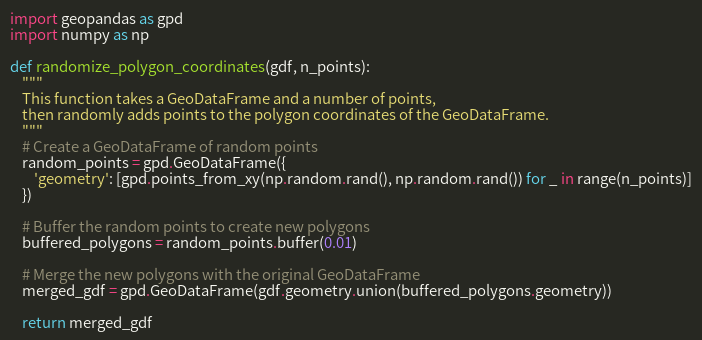 import geopandas as gpd
import numpy as np
def randomize_polygon_coordinates(gdf, n_points):
"""
This function takes a GeoDataFrame and a number of points,
then randomly adds points to the polygon coordinates of the GeoDataFrame.
"""
# Create a GeoDataFrame of random points
random_points = gpd.GeoDataFrame({
'geometry': [gpd.points_from_xy(np.random.rand(), np.random.rand()) for _ in range(n_points)]
})
# Buffer the random points to create new polygons
buffered_polygons = random_points.buffer(0.01)
# Merge the new polygons with the original GeoDataFrame
merged_gdf = gpd.GeoDataFrame(gdf.geometry.union(buffered_polygons.geometry))
return merged_gdf